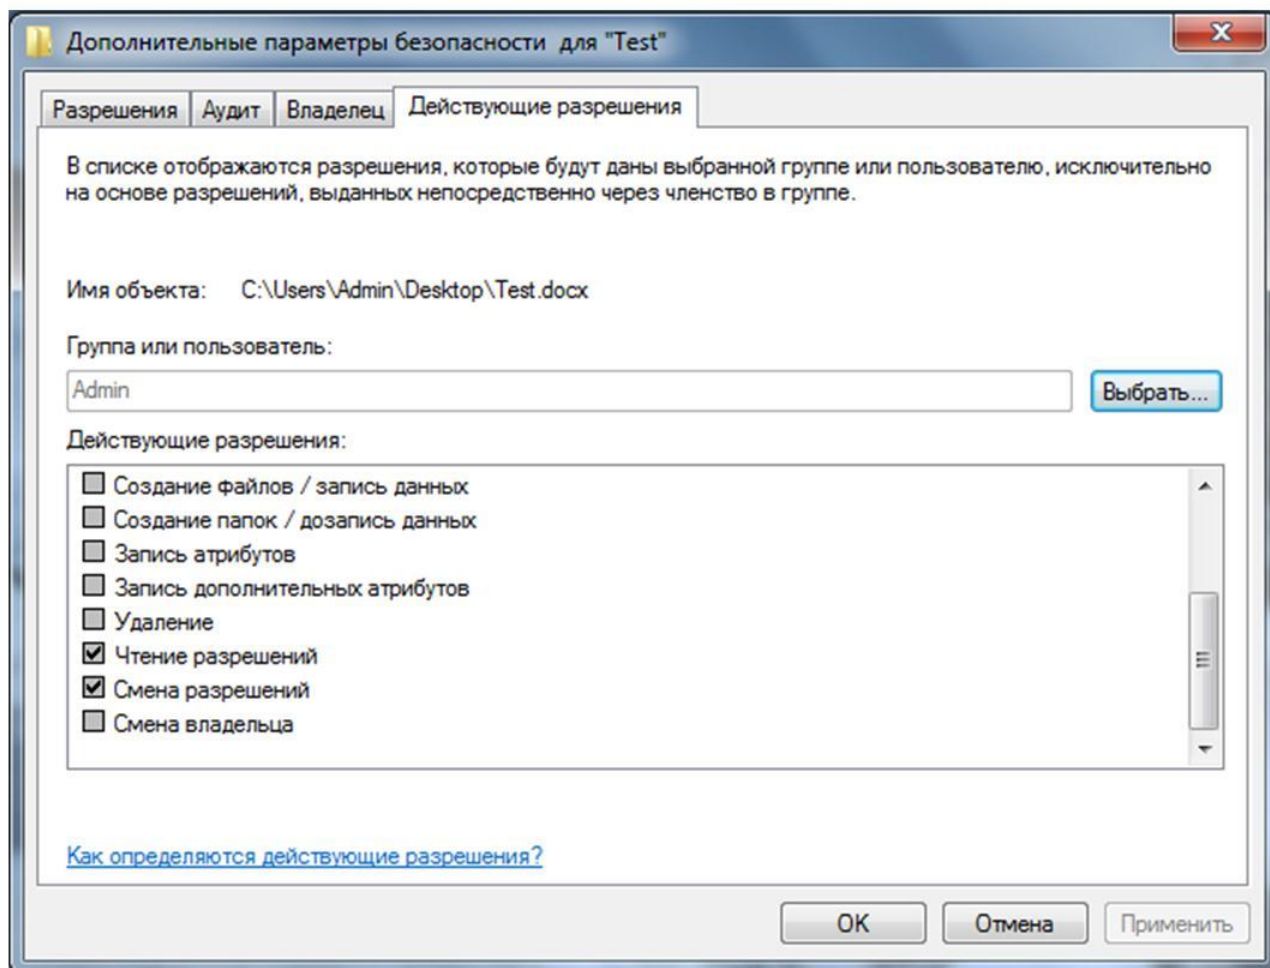 Дополнительные параметры безопасности для "Test"
Разрешения Аудит Владелец Действующие разрешения
В списке отображаются разрешения, которые будут даны выбранной группе или пользователю, исключительно
на основе разрешений, выданных непосредственно через членство в группе.
Имя объекта: C:\Users\Admin\Desktop\Test.docx
Группа или пользователь:
Admin
Выбрать...
Действующие разрешения:
Создание файлов / запись данных
Создание папок / дозапись данных
Запись атрибутов
Запись дополнительных атрибутов
Удаление
Чтение разрешений
Смена разрешений
Смена владельца
Как определяются действующие разрешения?
OK Отмена Применить